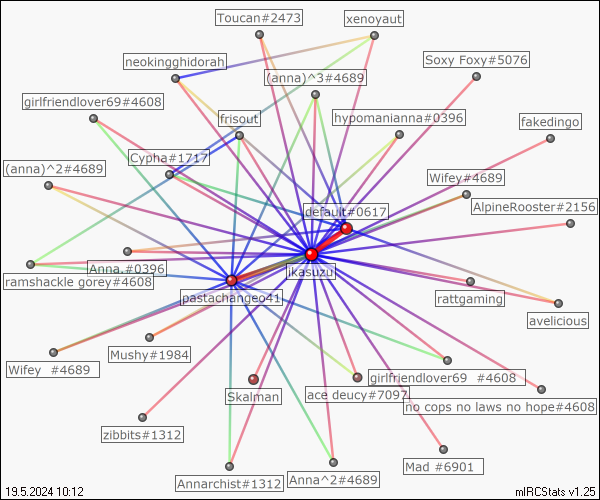 Toucan#2473
xenoyaut
neokingghidorah
Soxy Foxy#5076
(anna)^3#4689
girlfriendlover69#4608
frisout
hypomanianna#0396
fakedingo
Cypha#1717
(anna)^2#4689
Wifey#4689
AlpineRooster#2156
default#0617
Anna.#0396
ikasuzu
ramshackle gorey#4608
pastachangeo41
rattgaming
avelicious
Mushy#1984
Wifey  #4689
girlfriendlover69  #4608
Skalman
ace deucy#7097
no cops no laws no hope#4608
zibbits#1312
Mad #6901
Annarchist#1312
Anna^2#4689
19.5.2024 10:12
mIRCStats v1.25